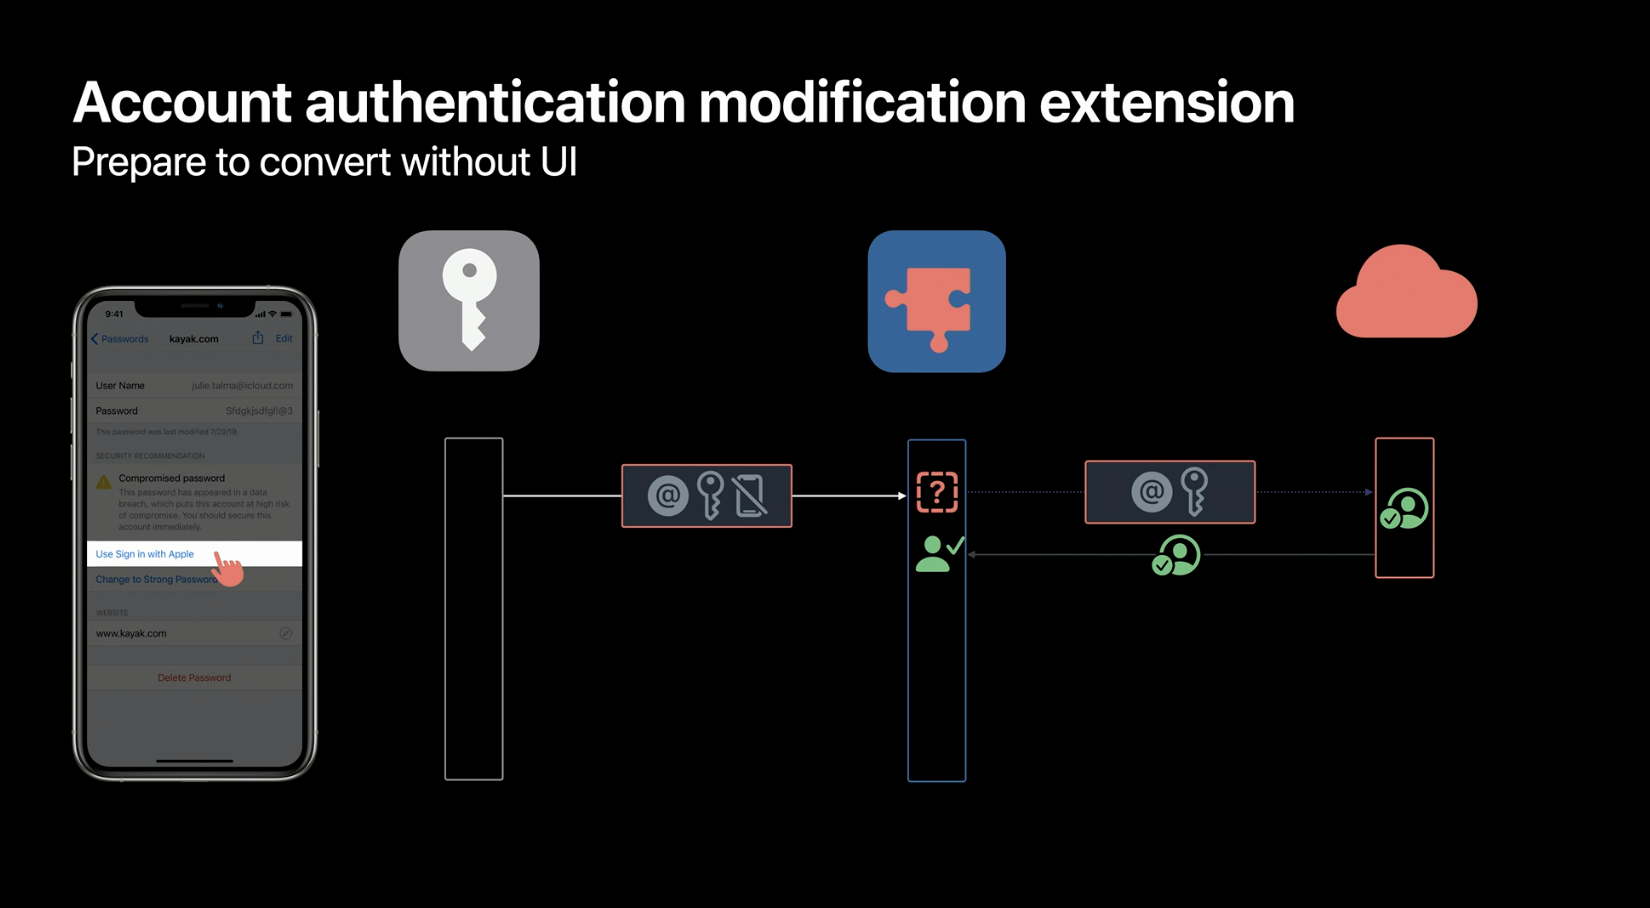 Account authentication modification extension
Prepare to convert without UI
9:41
Passwords kayak.com Edit
User Name julie.talma@icloud.com
Password Sfdgkjsdfgl!@3
This password was last modified 7/29/19.
SECURITY RECOMMENDATION
Compromised password
This password has appeared in a data
breach, which puts this account at high risk
of compromise. You should secure this
account immediately.
Use Sign in with Apple
Change to Strong Password
WEBSITE
www.kayak.com
Delete Password
@
?
@